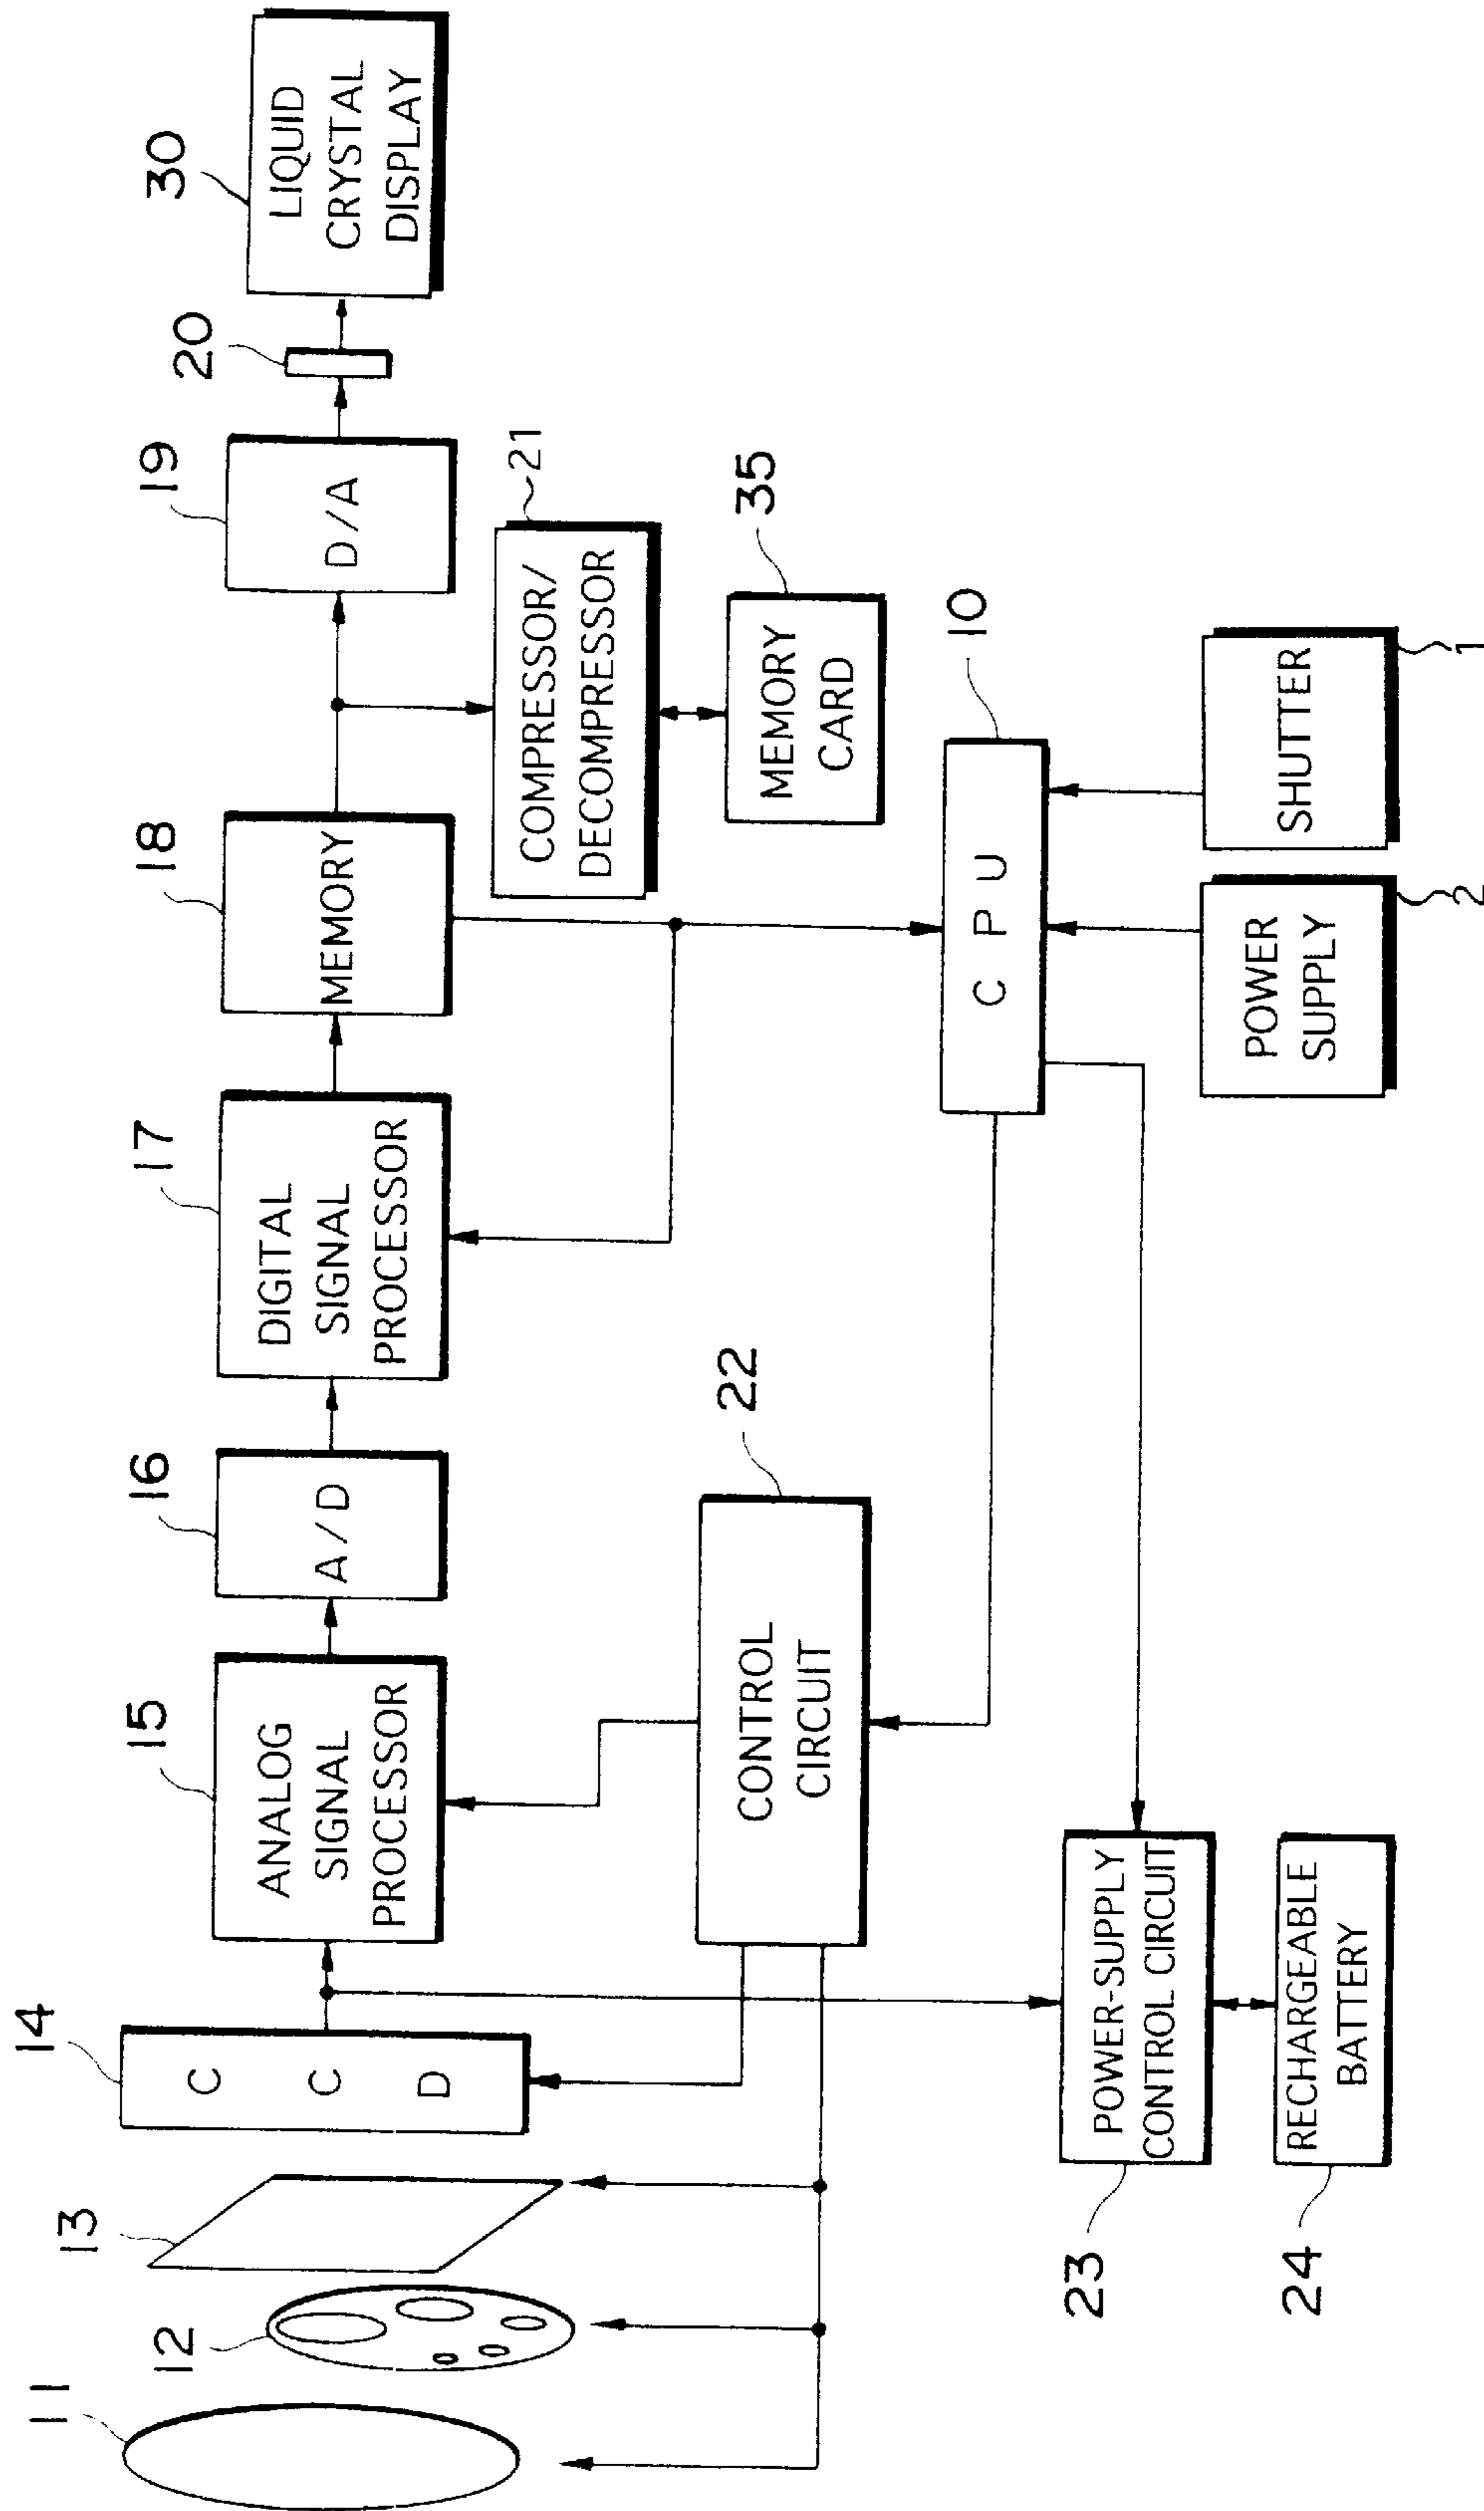 11
12
13
14
15
16
17
18
19
20
30
C C D
ANALOG
SIGNAL
PROCESSOR
A/D
DIGITAL
SIGNAL
PROCESSOR
MEMORY
D/A
LIQUID
CRYSTAL
DISPLAY
21
COMPRESSOR/
DECOMPRESSOR
22
CONTROL
CIRCUIT
35
MEMORY
CARD
10
C P U
23
POWER-SUPPLY
CONTROL CIRCUIT
24
RECHARGEABLE
BATTERY
POWER
SUPPLY
2
SHUTTER
1